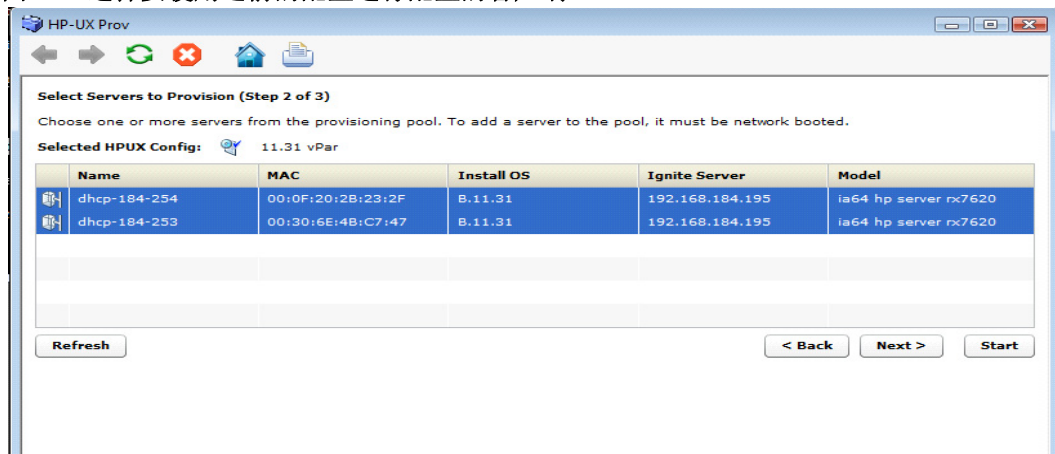 HP-UX Prov
Select Servers to Provision (Step 2 of 3)
Choose one or more servers from the provisioning pool. To add a server to the pool, it must be network booted.
Selected HPUX Config: 11.31 vPar
Name MAC Install OS Ignite Server Model
dhcp-184-254 00:0F:20:2B:23:2F B.11.31 192.168.184.195 ia64 hp server rx7620
dhcp-184-253 00:30:6E:4B:C7:47 B.11.31 192.168.184.195 ia64 hp server rx7620
Refresh < Back Next > Start